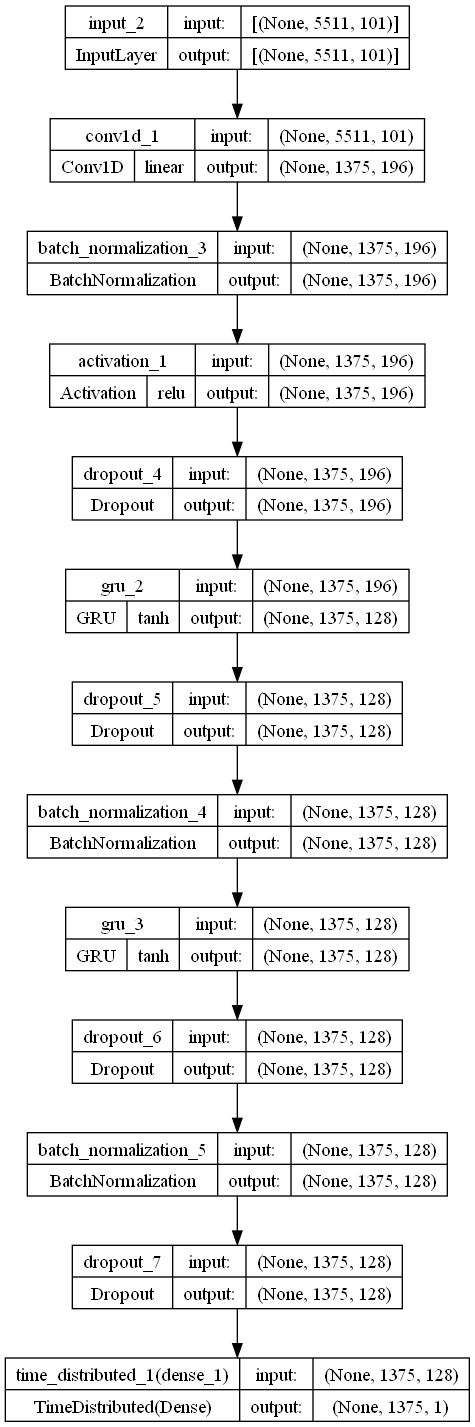 input_2 input: [(None, 5511, 101)]
InputLayer output: [(None, 5511, 101)]
conv1d_1 input: (None, 5511, 101)
Conv1D linear output: (None, 1375, 196)
batch_normalization_3 input: (None, 1375, 196)
BatchNormalization output: (None, 1375, 196)
activation_1 input: (None, 1375, 196)
Activation relu output: (None, 1375, 196)
dropout_4 input: (None, 1375, 196)
Dropout output: (None, 1375, 196)
gru_2 input: (None, 1375, 196)
GRU tanh output: (None, 1375, 128)
dropout_5 input: (None, 1375, 128)
Dropout output: (None, 1375, 128)
batch_normalization_4 input: (None, 1375, 128)
BatchNormalization output: (None, 1375, 128)
gru_3 input: (None, 1375, 128)
GRU tanh output: (None, 1375, 128)
dropout_6 input: (None, 1375, 128)
Dropout output: (None, 1375, 128)
batch_normalization_5 input: (None, 1375, 128)
BatchNormalization output: (None, 1375, 128)
dropout_7 input: (None, 1375, 128)
Dropout output: (None, 1375, 128)
time_distributed_1(dense_1) input: (None, 1375, 128)
TimeDistributed(Dense) output: (None, 1375, 1)